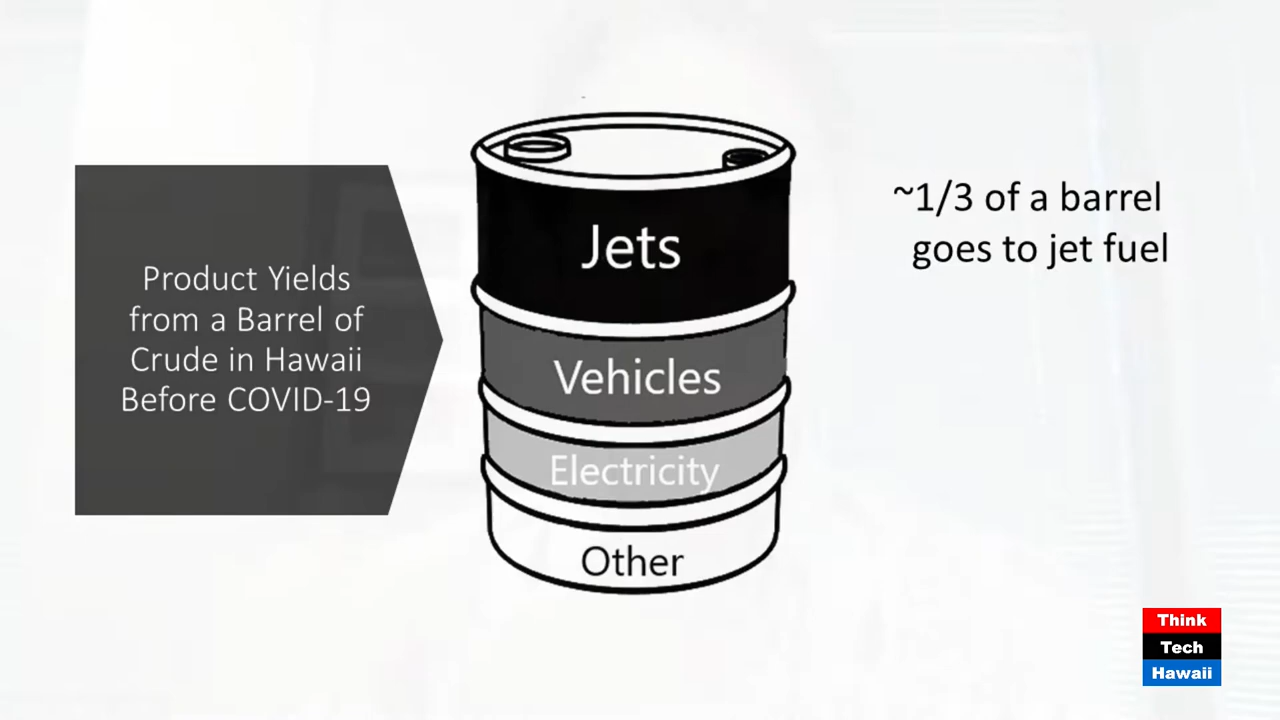 Product Yields
from a Barrel of
Crude in Hawaii
Before COVID-19
Jets
Vehicles
Electricity
Other
~1/3 of a barrel
goes to jet fuel
Think
Tech
Hawaii